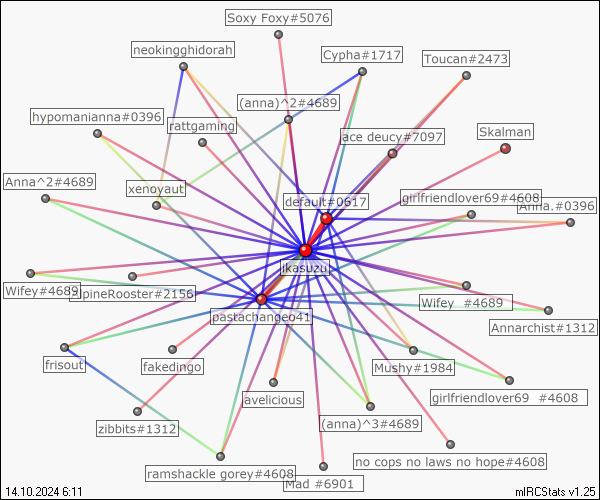 Soxy Foxy#5076
neokingghidorah
Cypha#1717
Toucan#2473
(anna)^2#4689
hypomanianna#0396
rattgaming
ace deucy#7097
Skalman
Anna^2#4689
xenoyaut
default#0617
girlfriendlover69#4608
Anna.#0396
jikasuzu
Wifey#4689
AlpineRooster#2156
Wifey #4689
pastachangeo41
Annarchist#1312
frisout
fakedingo
Mushy#1984
avelicious
girlfriendlover69 #4608
zibbits#1312
(anna)^3#4689
ramshackle gorey#4608
no cops no laws no hope#4608
Mad #6901
14.10.2024 6:11
mIRCStats v1.25